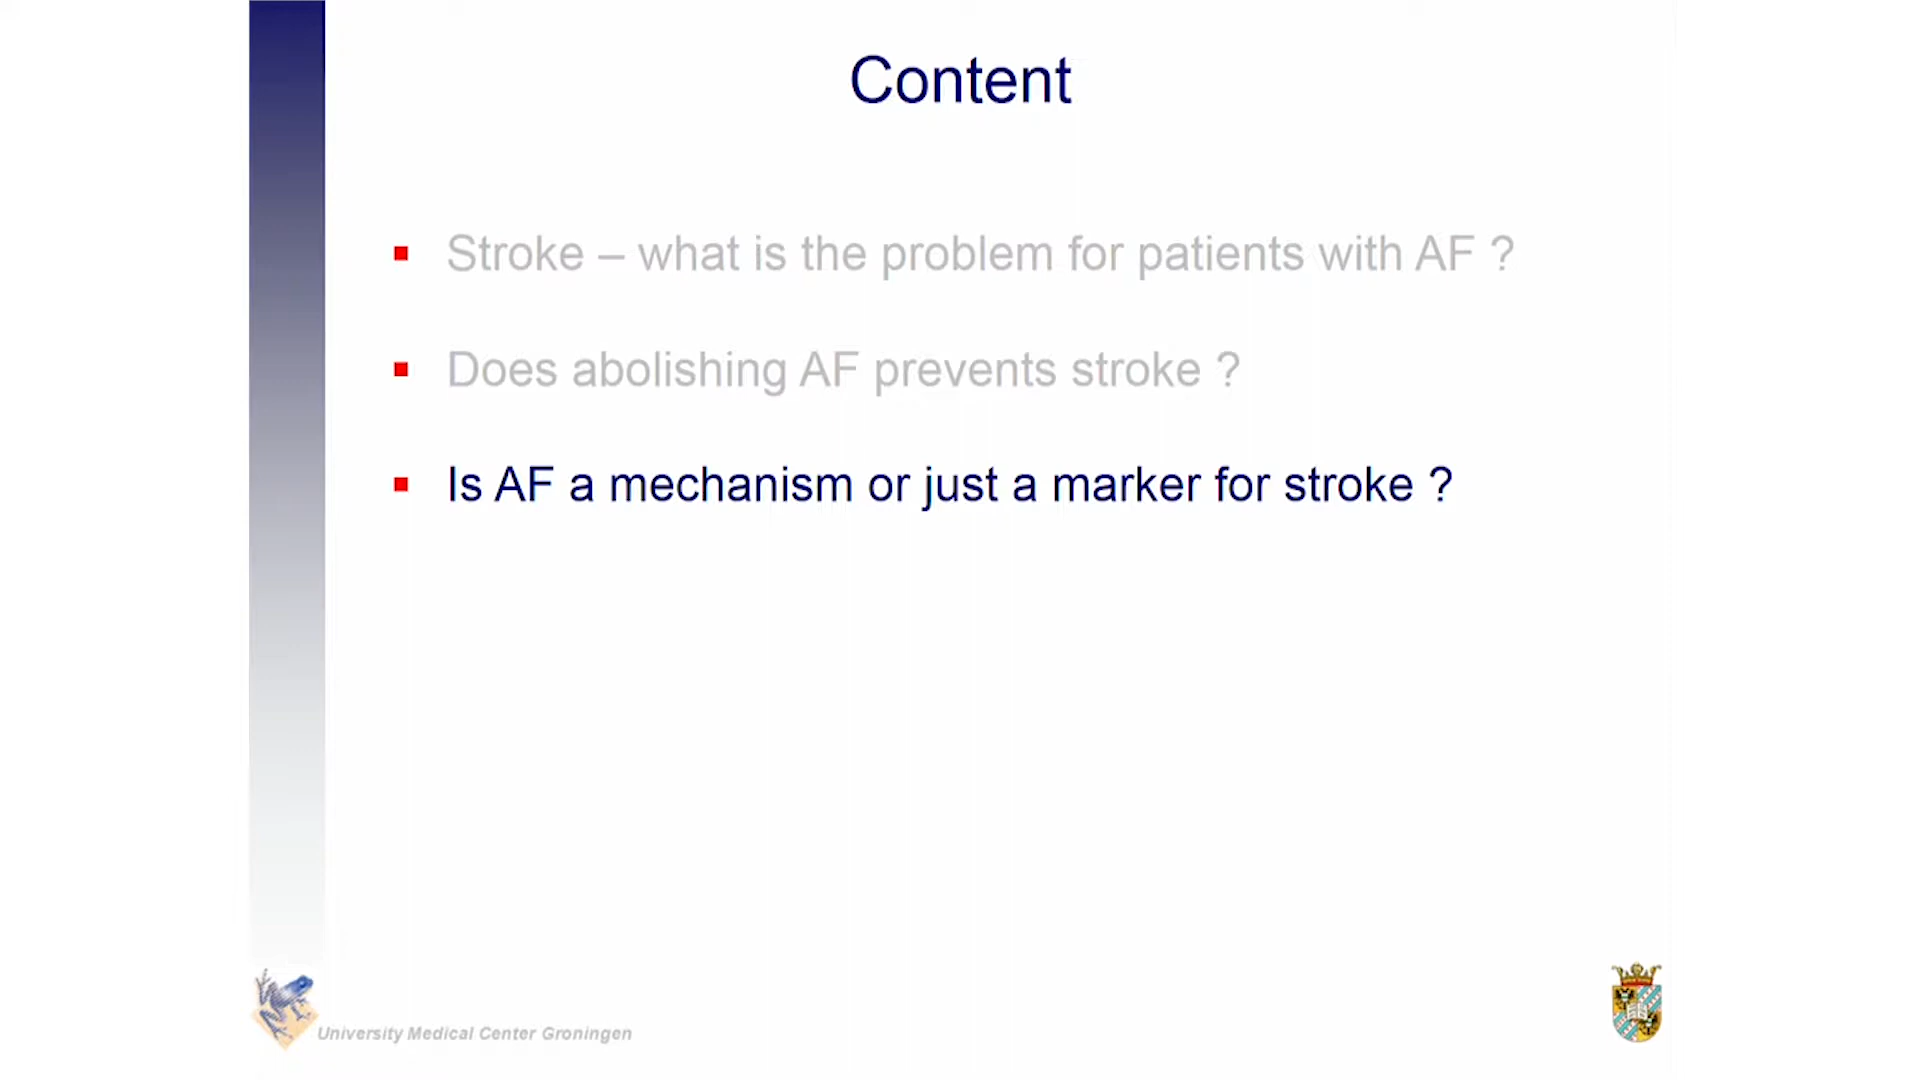 Content
Stroke – what is the problem for patients with AF ?
Does abolishing AF prevents stroke ?
Is AF a mechanism or just a marker for stroke ?
University Medical Center Groningen